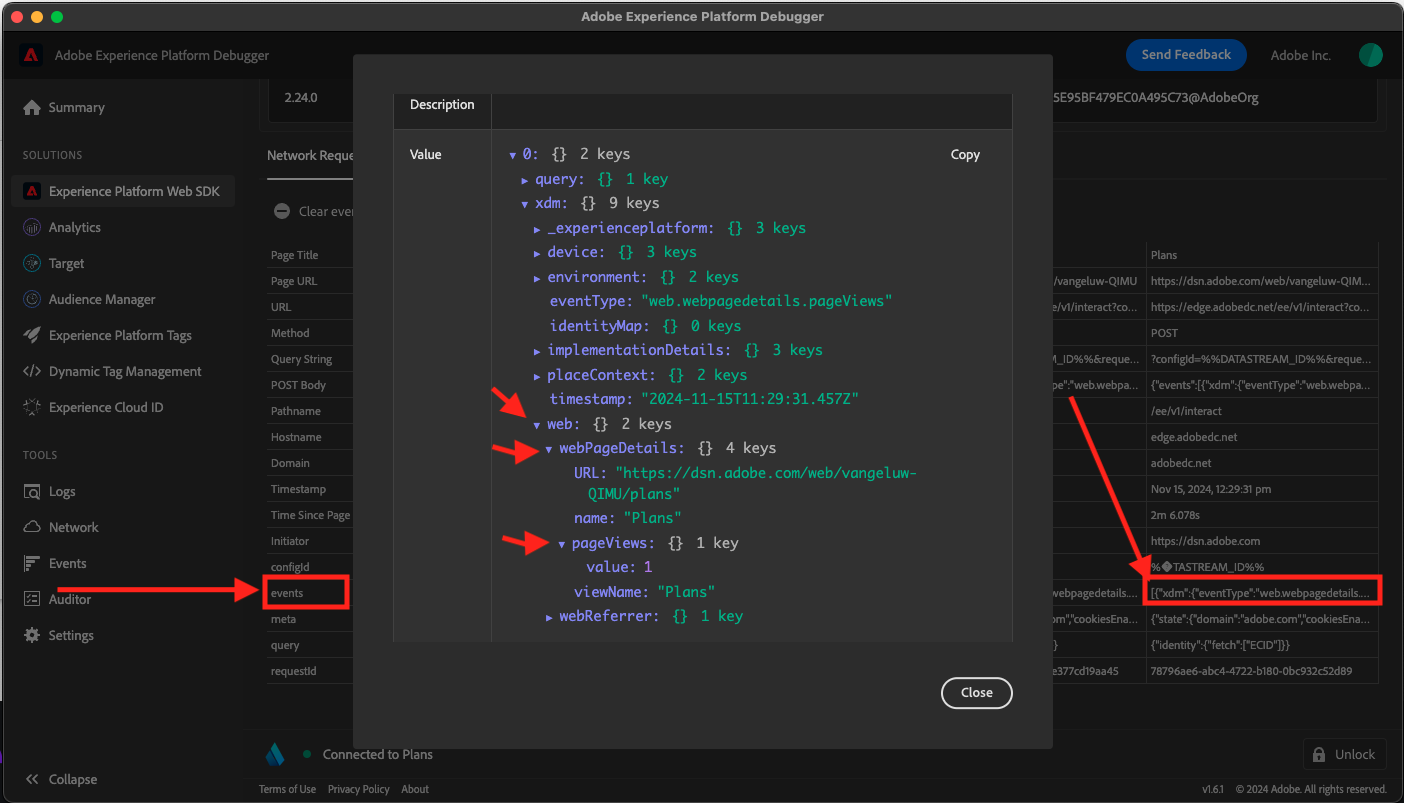 Adobe Experience Platform Debugger
Adobe Experience Platform Debugger
Send Feedback
Adobe Inc.
Summary
SOLUTIONS
Experience Platform Web SDK
Analytics
Target
Audience Manager
Experience Platform Tags
Dynamic Tag Management
Experience Cloud ID
TOOLS
Logs
Network
Events
Auditor
Settings
Collapse
2.24.0
5E95BF479EC0A495C73@AdobeOrg
Network Reque
Clear ever
Page Title
Plans
Page URL
/vangeluw-QIMU
https://dsn.adobe.com/web/vangeluw-QIM...
URL
e/v1/interact?co...
https://edge.adobedc.net/ee/v1/interact?co...
Method
POST
Query String
M_ID%%&reque...
?configId=%%DATASTREAM_ID%%&reque...
POST Body
pe":"web.webpa...
{"events":[{"xdm":{"eventType":"web.webpa...
Pathname
/ee/v1/interact
Hostname
edge.adobedc.net
Domain
adobedc.net
Timestamp
Nov 15, 2024, 12:29:31 pm
Time Since Page
2m 6.078s
Initiator
https://dsn.adobe.com
configId
%�TASTREAM_ID%%
events
webpagedetails....
[{"xdm":{"eventType":"web.webpagedetails....
meta
om","cookiesEna...
{"state":{"domain":"adobe.com","cookiesEna...
query
}
{"identity":{"fetch":["ECID"]}}
requestId
e377cd19aa45
78796ae6-abc4-4722-b180-0bc932c52d89
Description
Value
Copy
0: {} 2 keys
query: {} 1 key
xdm: {} 9 keys
_experienceplatform: {} 3 keys
device: {} 3 keys
environment: {} 2 keys
eventType: "web.webpagedetails.pageViews"
identityMap: {} 0 keys
implementationDetails: {} 3 keys
placeContext: {} 2 keys
timestamp: "2024-11-15T11:29:31.457Z"
web: {} 2 keys
webPageDetails: {} 4 keys
URL: "https://dsn.adobe.com/web/vangeluw-
QIMU/plans"
name: "Plans"
pageViews: {} 1 key
value: 1
viewName: "Plans"
webReferrer: {} 1 key
Close
Connected to Plans
Unlock
Terms of Use
Privacy Policy
About
v1.6.1
© 2024 Adobe. All rights reserved.